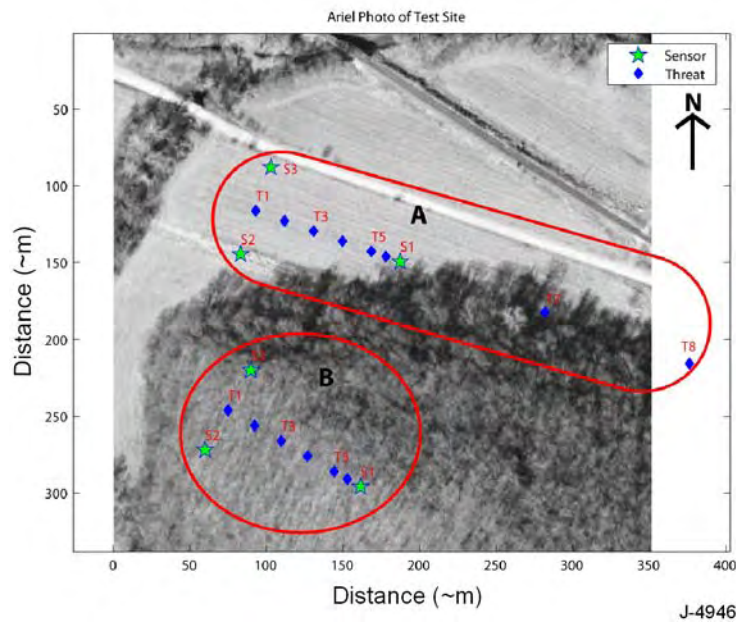 Ariel Photo of Test Site
Sensor
Threat
N
50
100
150
200
250
300
Distance (~m)
S3
T1
A
T3
S2
T5
S1
T7
T8
S3
B
T1
T3
S2
T5
S1
0
50
100
150
200
250
300
350
400
Distance (~m)
J-4946